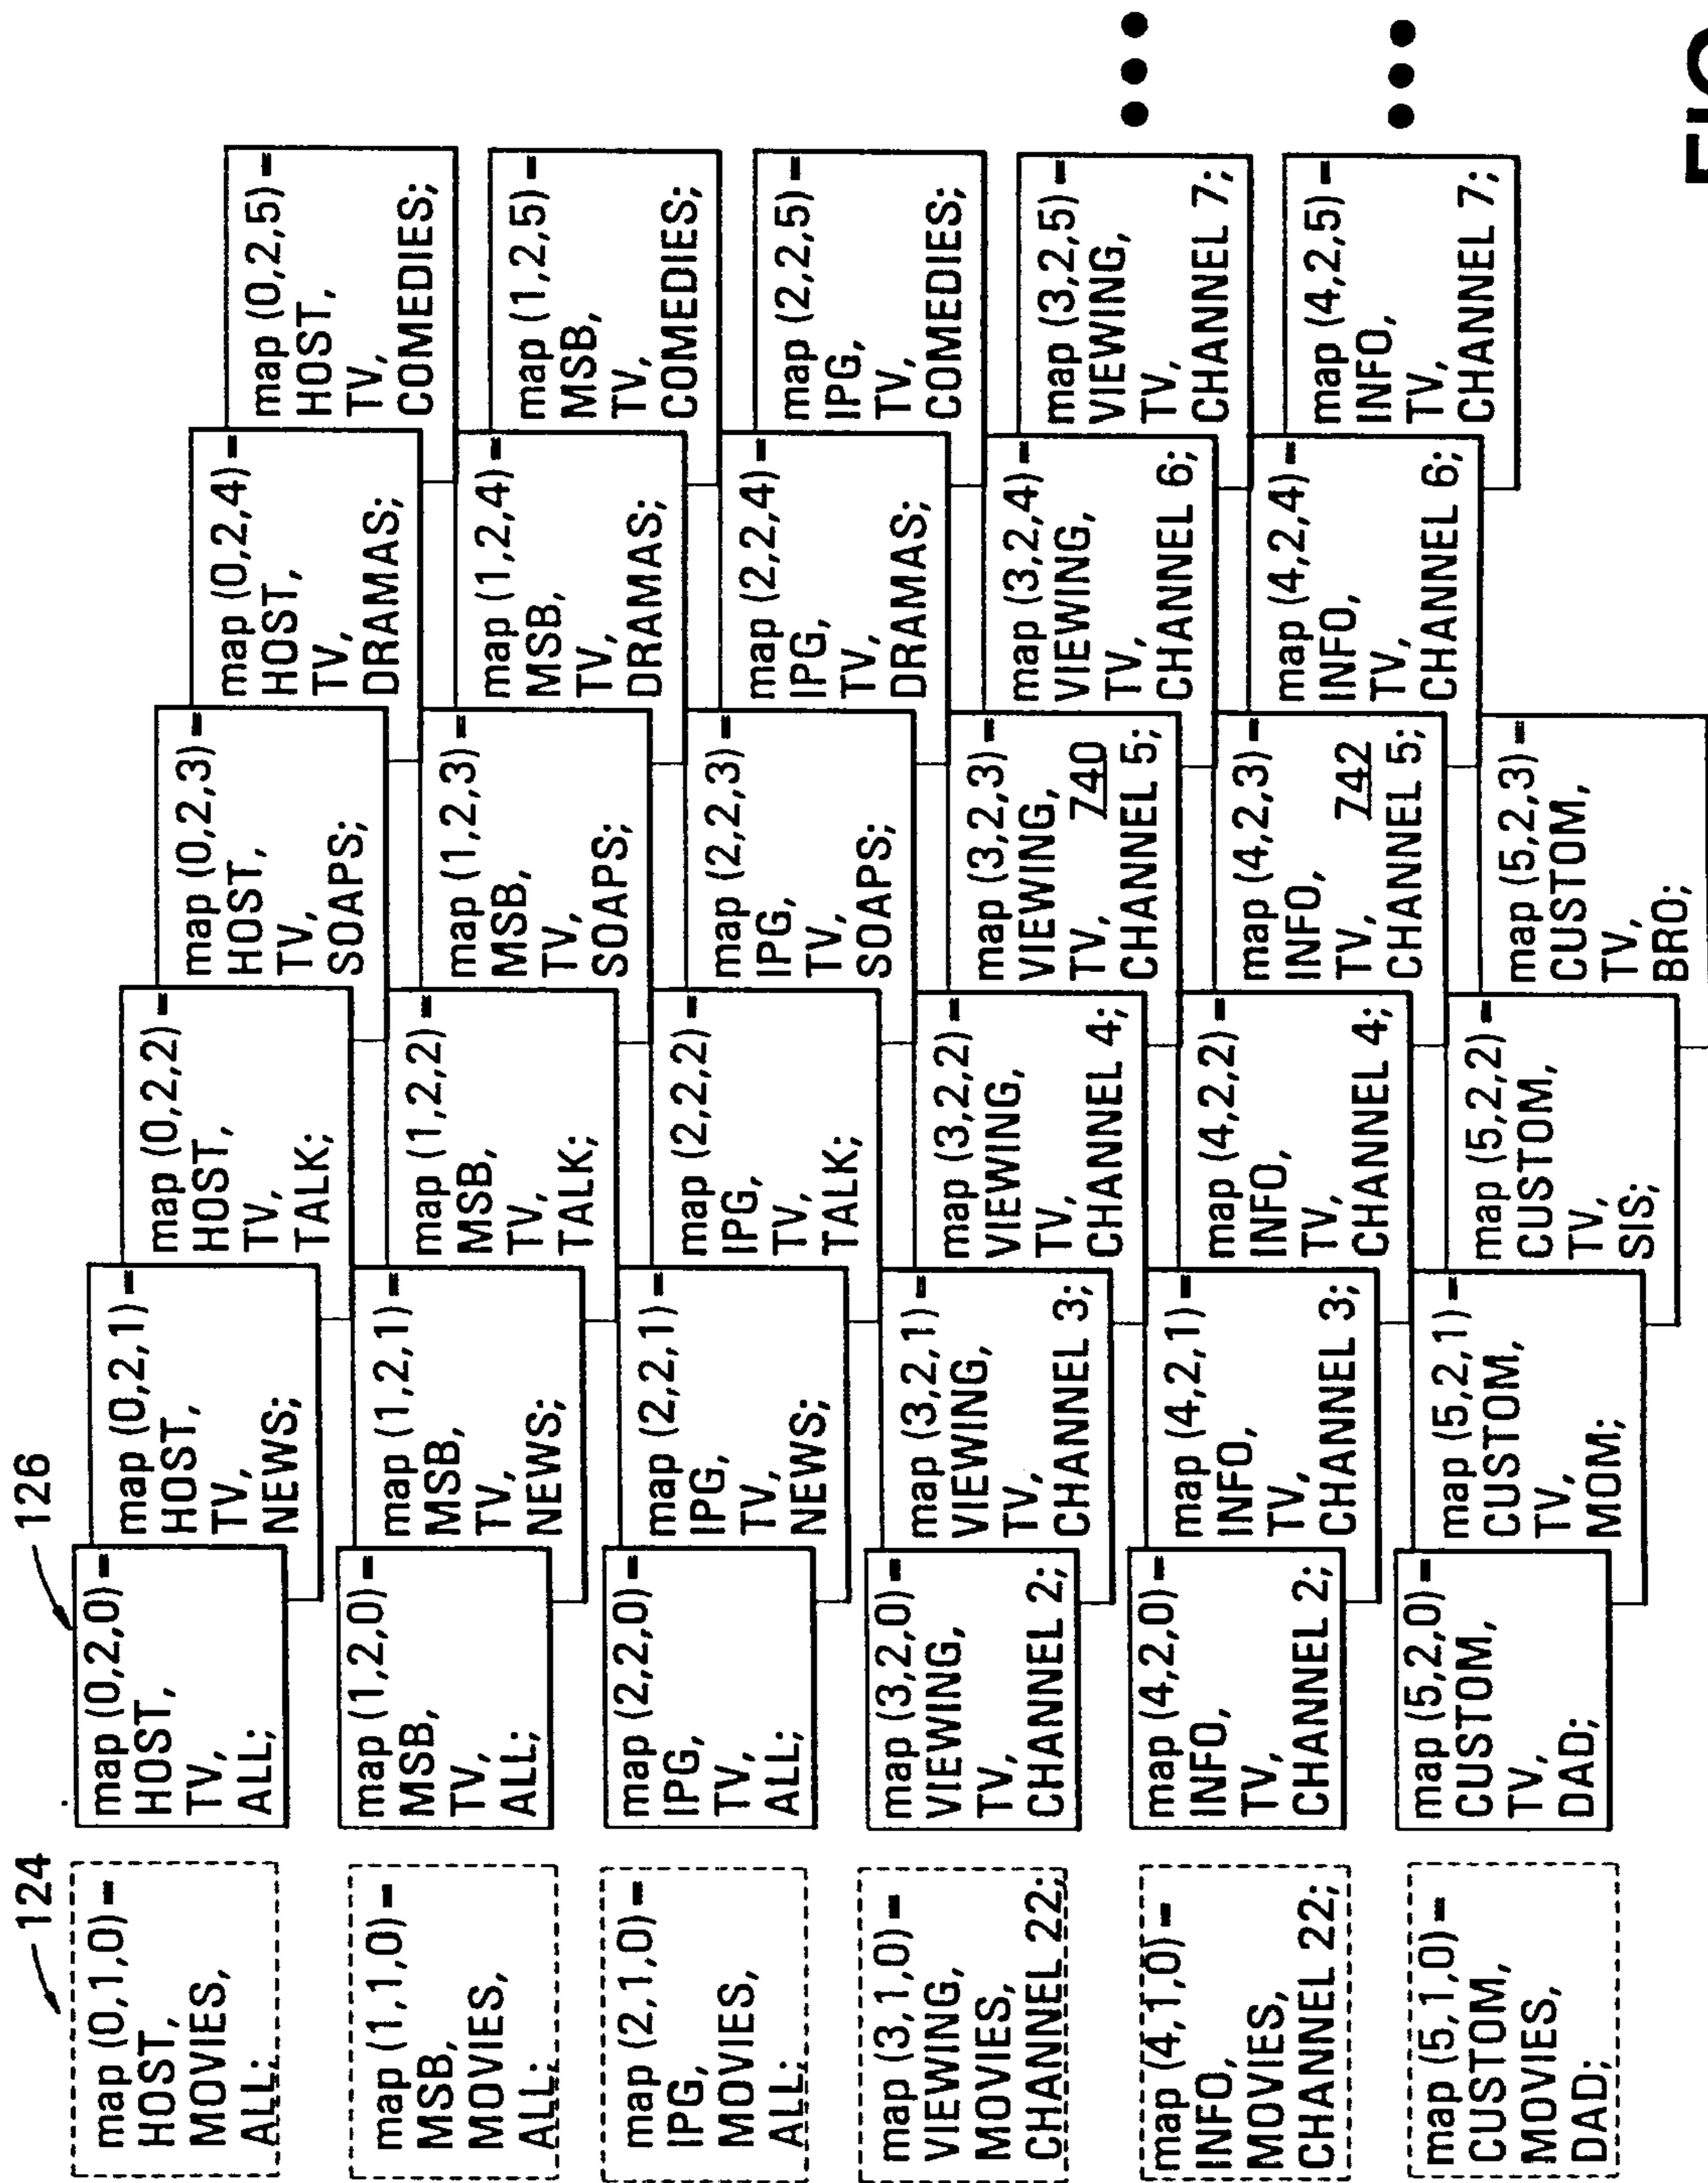 124
126
map (0,1,0) =
HOST,
MOVIES,
ALL;
map (0,2,0) =
HOST,
TV,
ALL;
map (0,2,1) =
HOST,
TV,
NEWS;
map (0,2,2) =
HOST,
TV,
TALK;
map (0,2,3) =
HOST,
TV,
SOAPS;
map (0,2,4) =
HOST,
TV,
DRAMAS;
map (0,2,5) =
HOST,
TV,
COMEDIES;
map (1,1,0) =
MSB,
MOVIES,
ALL;
map (1,2,0) =
MSB,
TV,
ALL;
map (1,2,1) =
MSB,
TV,
NEWS;
map (1,2,2) =
MSB,
TV,
TALK;
map (1,2,3) =
MSB,
TV,
SOAPS;
map (1,2,4) =
MSB,
TV,
DRAMAS;
map (1,2,5) =
MSB,
TV,
COMEDIES;
map (2,1,0) =
IPG,
MOVIES,
ALL;
map (2,2,0) =
IPG,
TV,
ALL;
map (2,2,1) =
IPG,
TV,
NEWS;
map (2,2,2) =
IPG,
TV,
TALK;
map (2,2,3) =
IPG,
TV,
SOAPS;
map (2,2,4) =
IPG,
TV,
DRAMAS;
map (2,2,5) =
IPG,
TV,
COMEDIES;
map (3,1,0) =
VIEWING,
MOVIES,
CHANNEL 22;
map (3,2,0) =
VIEWING,
TV,
CHANNEL 2;
map (3,2,1) =
VIEWING,
TV,
CHANNEL 3;
map (3,2,2) =
VIEWING,
TV,
CHANNEL 4;
map (3,2,3) =
VIEWING,
TV, 740
CHANNEL 5;
map (3,2,4) =
VIEWING,
TV,
CHANNEL 6;
map (3,2,5) =
VIEWING,
TV,
CHANNEL 7;
map (4,1,0) =
INFO,
MOVIES,
CHANNEL 22;
map (4,2,0) =
INFO,
TV,
CHANNEL 2;
map (4,2,1) =
INFO,
TV,
CHANNEL 3;
map (4,2,2) =
INFO,
TV,
CHANNEL 4;
map (4,2,3) =
INFO,
TV, 742
CHANNEL 5;
map (4,2,4) =
INFO,
TV,
CHANNEL 6;
map (4,2,5) =
INFO,
TV,
CHANNEL 7;
map (5,1,0) =
CUSTOM,
MOVIES,
DAD;
map (5,2,0) =
CUSTOM,
TV,
DAD;
map (5,2,1) =
CUSTOM,
TV,
MOM;
map (5,2,2) =
CUSTOM,
TV,
SIS;
map (5,2,3) =
CUSTOM,
TV,
BRO;